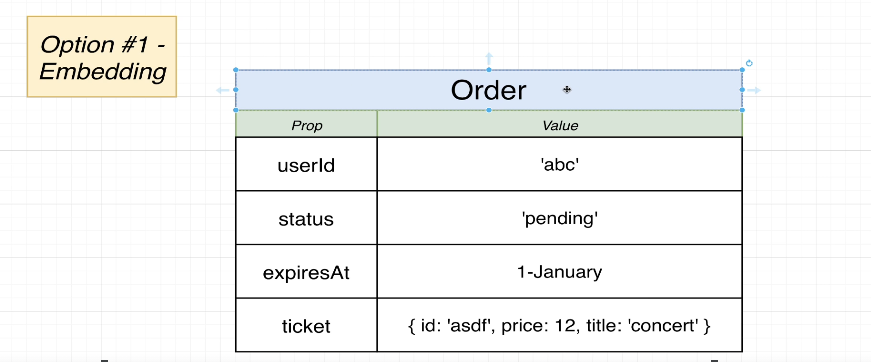 Option #1 -
Embedding
Order
Prop Value
userId 'abc'
status 'pending'
expiresAt 1-January
ticket { id: 'asdf', price: 12, title: 'concert' }